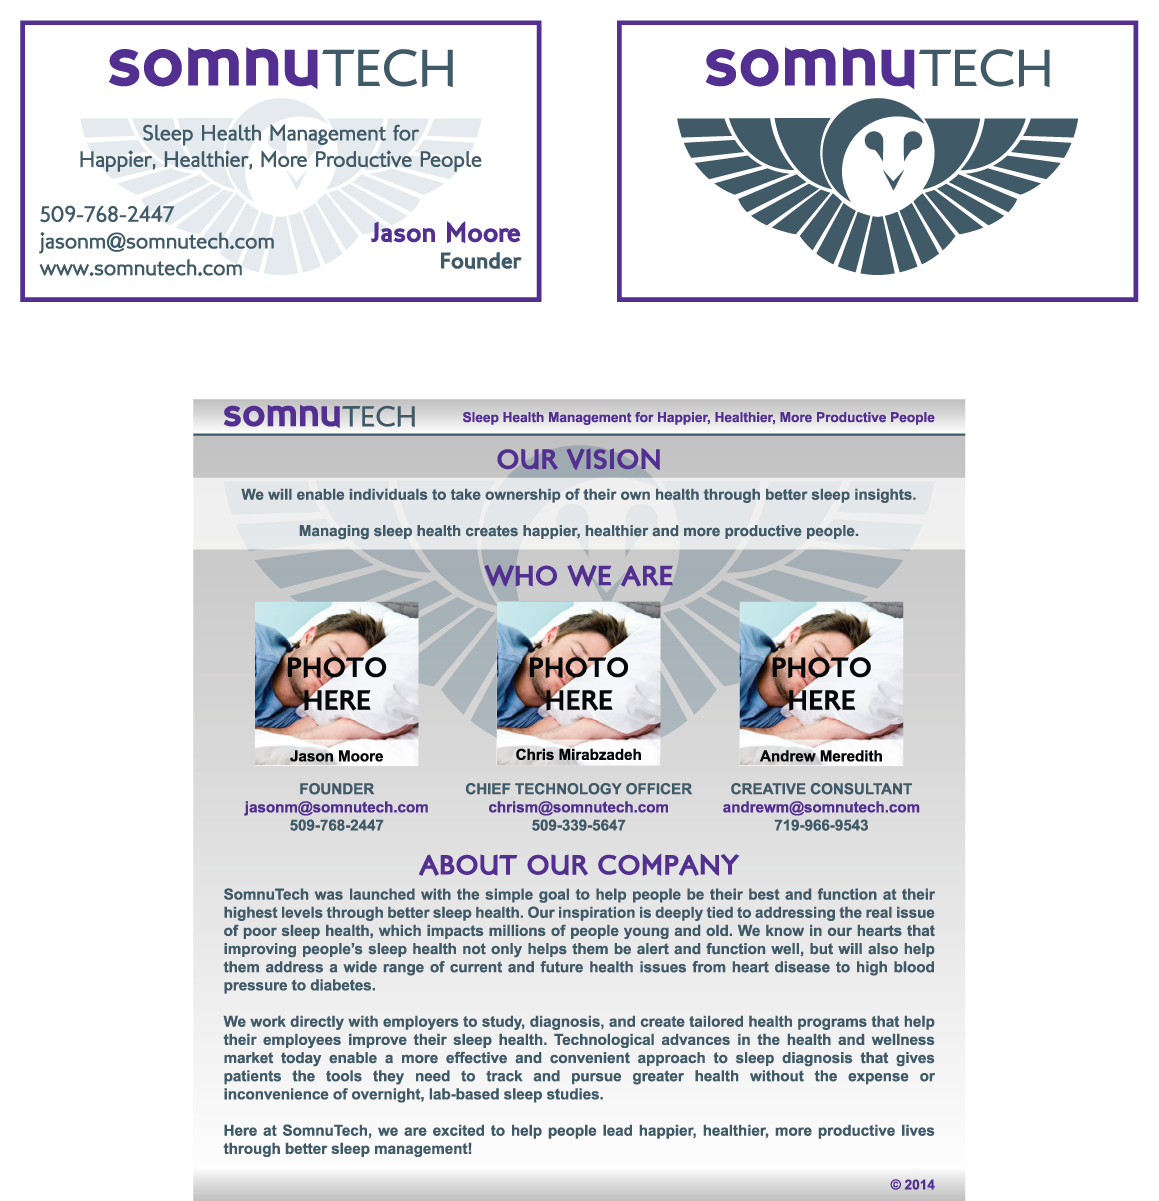 somnuTECH
Sleep Health Management for
Happier, Healthier, More Productive People
509-768-2447
jasonm@somnutech.com
www.somnutech.com
Jason Moore
Founder
somnuTECH
somnuTECH
Sleep Health Management for Happier, Healthier, More Productive People
OUR VISION
We will enable individuals to take ownership of their own health through better sleep insights.
Managing sleep health creates happier, healthier and more productive people.
WHO WE ARE
PHOTO
HERE
Jason Moore
FOUNDER
jasonm@somnutech.com
509-768-2447
PHOTO
HERE
Chris Mirabzadeh
CHIEF TECHNOLOGY OFFICER
chrism@somnutech.com
509-339-5647
PHOTO
HERE
Andrew Meredith
CREATIVE CONSULTANT
andrewm@somnutech.com
719-966-9543
ABOUT OUR COMPANY
SomnuTech was launched with the simple goal to help people be their best and function at their
highest levels through better sleep health. Our inspiration is deeply tied to addressing the real issue
of poor sleep health, which impacts millions of people young and old. We know in our hearts that
improving people's sleep health not only helps them be alert and function well, but will also help
them address a wide range of current and future health issues from heart disease to high blood
pressure to diabetes.
We work directly with employers to study, diagnosis, and create tailored health programs that help
their employees improve their sleep health. Technological advances in the health and wellness
market today enable a more effective and convenient approach to sleep diagnosis that gives
patients the tools they need to track and pursue greater health without the expense or
inconvenience of overnight, lab-based sleep studies.
Here at SomnuTech, we are excited to help people lead happier, healthier, more productive lives
through better sleep management!
© 2014